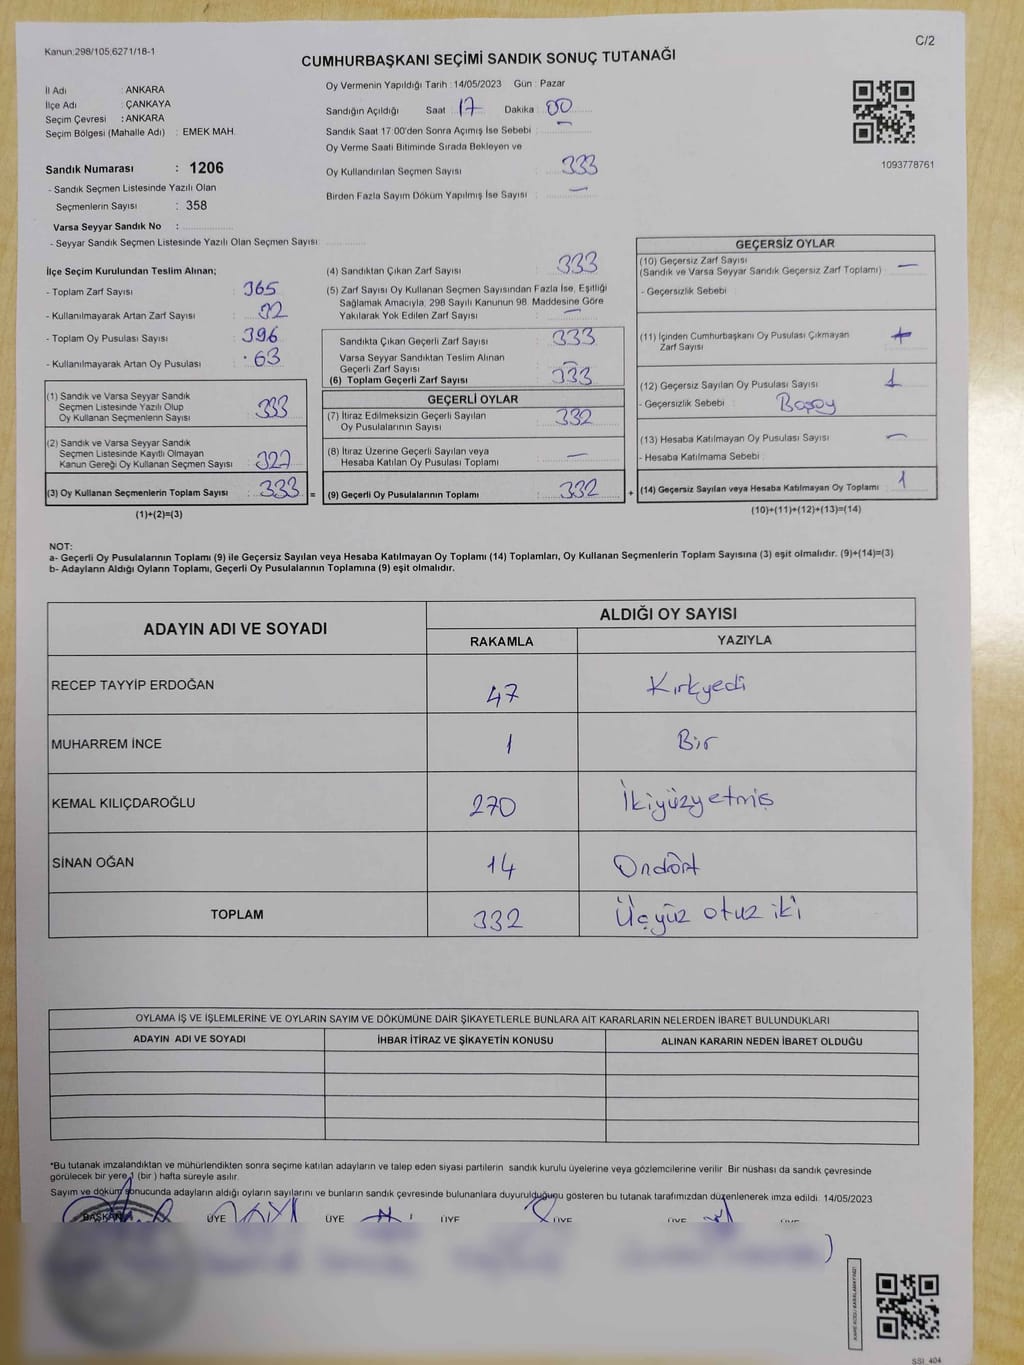 Kanun:298/105,6271/18-1
C/2
CUMHURBAŞKANI SEÇİMİ SANDIK SONUÇ TUTANAĞI
İl Adı : ANKARA
İlçe Adı : ÇANKAYA
Seçim Çevresi : ANKARA
Seçim Bölgesi (Mahalle Adı) : EMEK MAH.
Sandık Numarası : 1206
- Sandık Seçmen Listesinde Yazılı Olan
Seçmenlerin Sayısı : 358
Varsa Seyyar Sandık No :
- Seyyar Sandık Seçmen Listesinde Yazılı Olan Seçmen Sayısı:
Oy Vermenin Yapıldığı Tarih : 14/05/2023 Gün : Pazar
Sandığın Açıldığı Saat : 17 Dakika : 00
Sandık Saat 17:00'den Sonra Açımış İse Sebebi : —
Oy Verme Saati Bitiminde Sırada Bekleyen ve
Oy Kullandırılan Seçmen Sayısı : 333
Birden Fazla Sayım Döküm Yapılmış İse Sayısı : —
1093778761
İlçe Seçim Kurulundan Teslim Alınan;
- Toplam Zarf Sayısı : 365
- Kullanılmayarak Artan Zarf Sayısı : 32
- Toplam Oy Pusulası Sayısı : 396
- Kullanılmayarak Artan Oy Pusulası : 63
(1) Sandık ve Varsa Seyyar Sandık
Seçmen Listesinde Yazılı Olup
Oy Kullanan Seçmenlerin Sayısı : 333
(2) Sandık ve Varsa Seyyar Sandık
Seçmen Listesinde Kayıtlı Olmayan
Kanun Gereği Oy Kullanan Seçmen Sayısı :
(3) Oy Kullanan Seçmenlerin Toplam Sayısı : 333 =
(1)+(2)=(3)
(4) Sandıktan Çıkan Zarf Sayısı : 333
(5) Zarf Sayısı Oy Kullanan Seçmen Sayısından Fazla İse, Eşitliği
Sağlamak Amacıyla, 298 Sayılı Kanunun 98. Maddesine Göre
Yakılarak Yok Edilen Zarf Sayısı : —
Sandıkta Çıkan Geçerli Zarf Sayısı : 333
Varsa Seyyar Sandıktan Teslim Alınan
Geçerli Zarf Sayısı : —
(6) Toplam Geçerli Zarf Sayısı : 333
GEÇERLİ OYLAR
(7) İtiraz Edilmeksizin Geçerli Sayılan
Oy Pusulalarının Sayısı : 332
(8) İtiraz Üzerine Geçerli Sayılan veya
Hesaba Katılan Oy Pusulası Toplamı : —
(9) Geçerli Oy Pusulalarının Toplamı : 332 +
GEÇERSİZ OYLAR
(10) Geçersiz Zarf Sayısı
(Sandık ve Varsa Seyyar Sandık Geçersiz Zarf Toplamı) : —
- Geçersizlik Sebebi :
(11) İçinden Cumhurbaşkanı Oy Pusulası Çıkmayan
Zarf Sayısı
(12) Geçersiz Sayılan Oy Pusulası Sayısı : 1
- Geçersizlik Sebebi :
(13) Hesaba Katılmayan Oy Pusulası Sayısı : —
- Hesaba Katılmama Sebebi :
(14) Geçersiz Sayılan veya Hesaba Katılmayan Oy Toplamı : 1
(10)+(11)+(12)+(13)=(14)
NOT:
a- Geçerli Oy Pusulalarının Toplamı (9) ile Geçersiz Sayılan veya Hesaba Katılmayan Oy Toplamı (14) Toplamları, Oy Kullanan Seçmenlerin Toplam Sayısına (3) eşit olmalıdır. (9)+(14)=(3)
b- Adayların Aldığı Oyların Toplamı, Geçerli Oy Pusulalarının Toplamına (9) eşit olmalıdır.
ADAYIN ADI VE SOYADI
ALDIĞI OY SAYISI
RAKAMLA YAZIYLA
RECEP TAYYİP ERDOĞAN 47 Kırkyedi
MUHARREM İNCE 1 Bir
KEMAL KILIÇDAROĞLU 270 İkiyüzyetmiş
SİNAN OĞAN 14 Ondört
TOPLAM 332 Üçyüz otuz iki
OYLAMA İŞ VE İŞLEMLERİNE VE OYLARIN SAYIM VE DÖKÜMÜNE DAİR ŞİKAYETLERLE BUNLARA AİT KARARLARIN NELERDEN İBARET BULUNDUKLARI
ADAYIN ADI VE SOYADI İHBAR İTİRAZ VE ŞİKAYETİN KONUSU ALINAN KARARIN NEDEN İBARET OLDUĞU
*Bu tutanak imzalandıktan ve mühürlendikten sonra seçime katılan adayların ve talep eden siyasi partilerin sandık kurulu üyelerine veya gözlemcilerine verilir. Bir nüshası da sandık çevresinde
görülecek bir yere 1 (bir ) hafta süreyle asılır.
Sayım ve döküm sonucunda adayların aldığı oyların sayılarını ve bunların sandık çevresinde bulunanlara duyurulduğunu gösteren bu tutanak tarafımızdan düzenlenerek imza edildi. 14/05/2023
BAŞKAN ÜYE ÜYE ÜYE ÜYE
SSI: 404